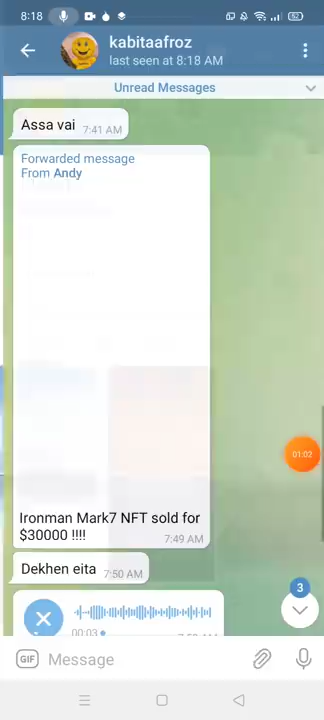 8:18
kabitaafroz
last seen at 8:18 AM
Unread Messages
Assa vai 7:41 AM
Forwarded message
From Andy
01:02
Ironman Mark7 NFT sold for
$30000 !!!!
7:49 AM
Dekhen eita 7:50 AM
3
00:03
GIF Message